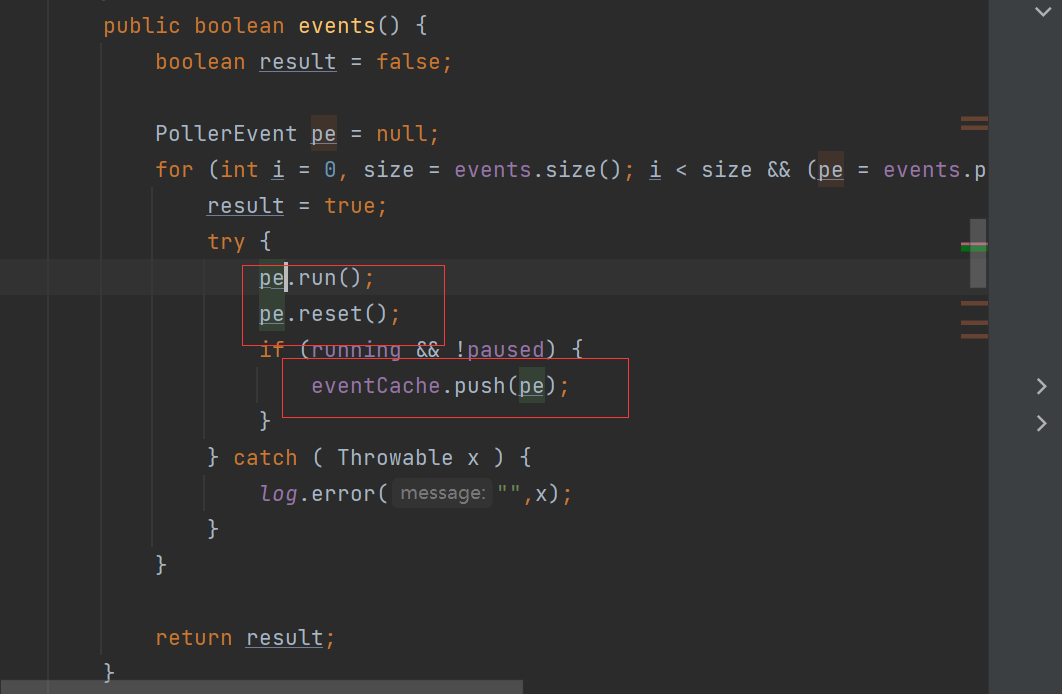 public boolean events() {
boolean result = false;
PollerEvent pe = null;
for (int i = 0, size = events.size(); i < size && (pe = events.p
result = true;
try {
pe.run();
pe.reset();
if (running && !paused) {
eventCache.push(pe);
}
} catch ( Throwable x ) {
log.error( message: "",x);
}
}
return result;
}